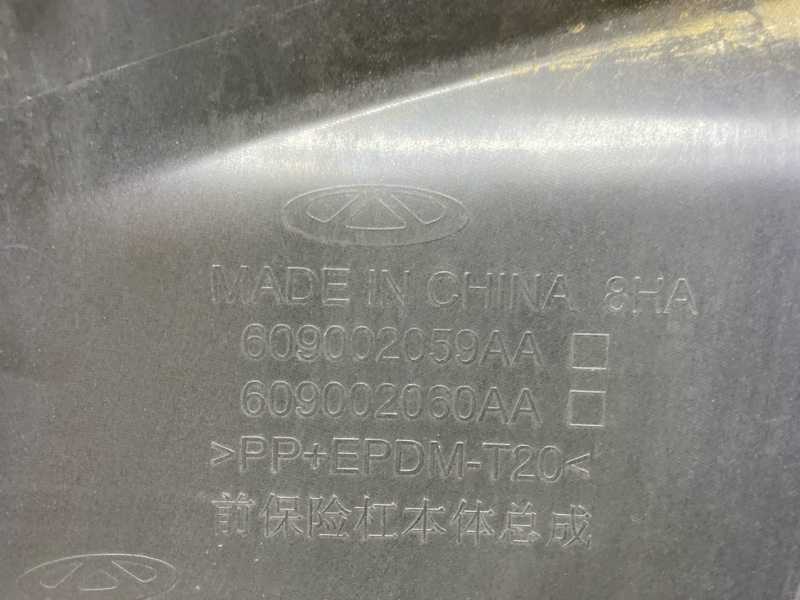 MADE IN CHINA 8HA
609002059AA □
609002060AA □
>PP+EPDM-T20<
前保险杠本体总成